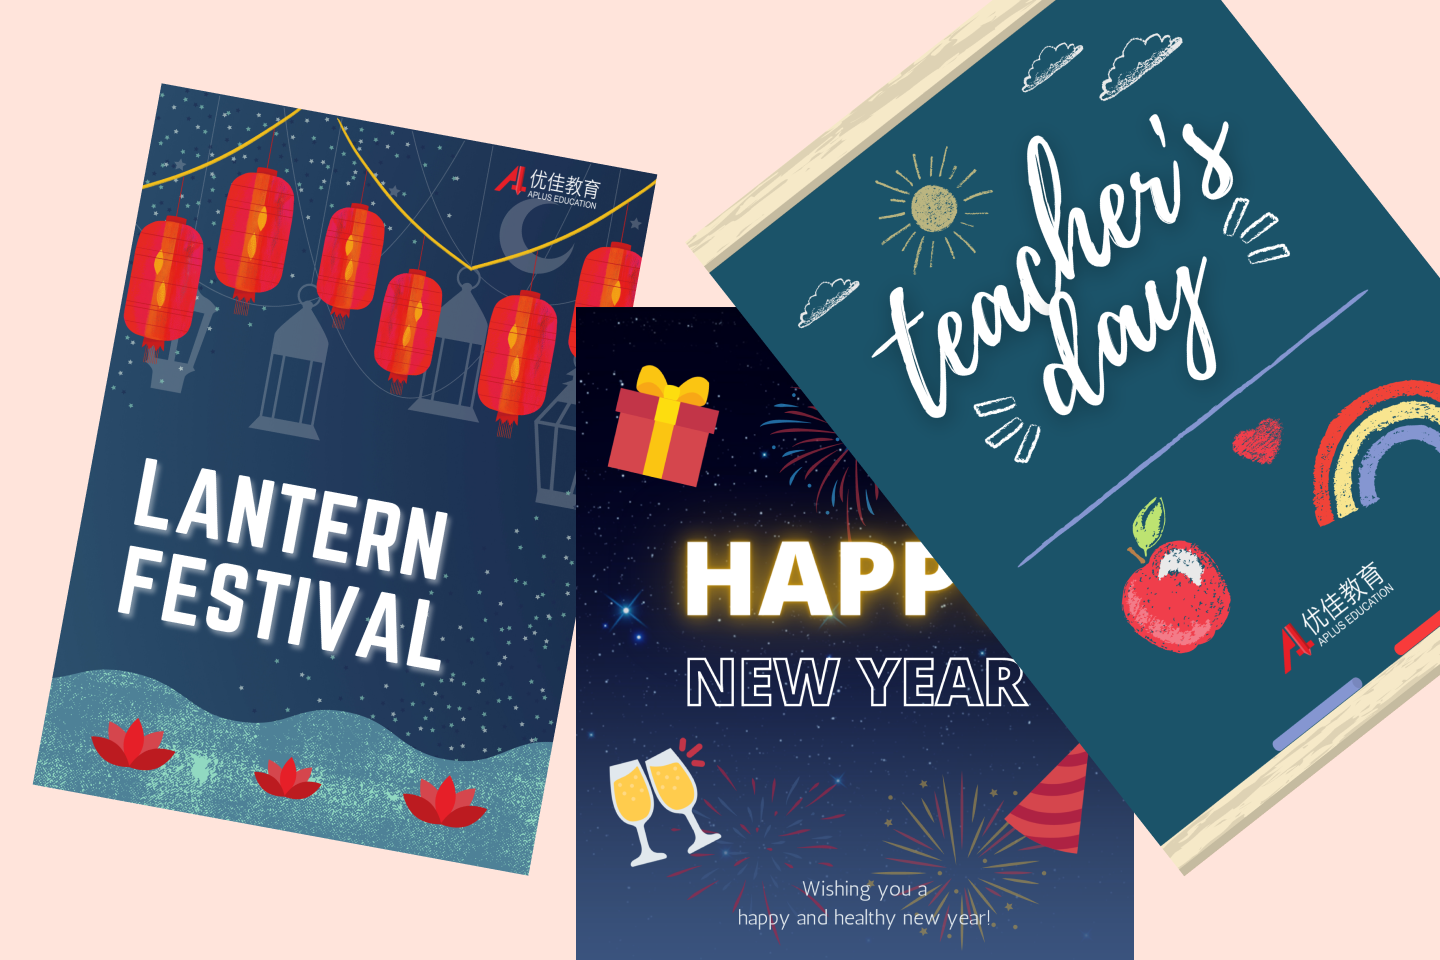 优佳教育
APLUS EDUCATION
LANTERN
FESTIVAL
HAPP
NEW YEAR
Wishing you a
happy and healthy new year!
teacher's
day
优佳教育
APLUS EDUCATION